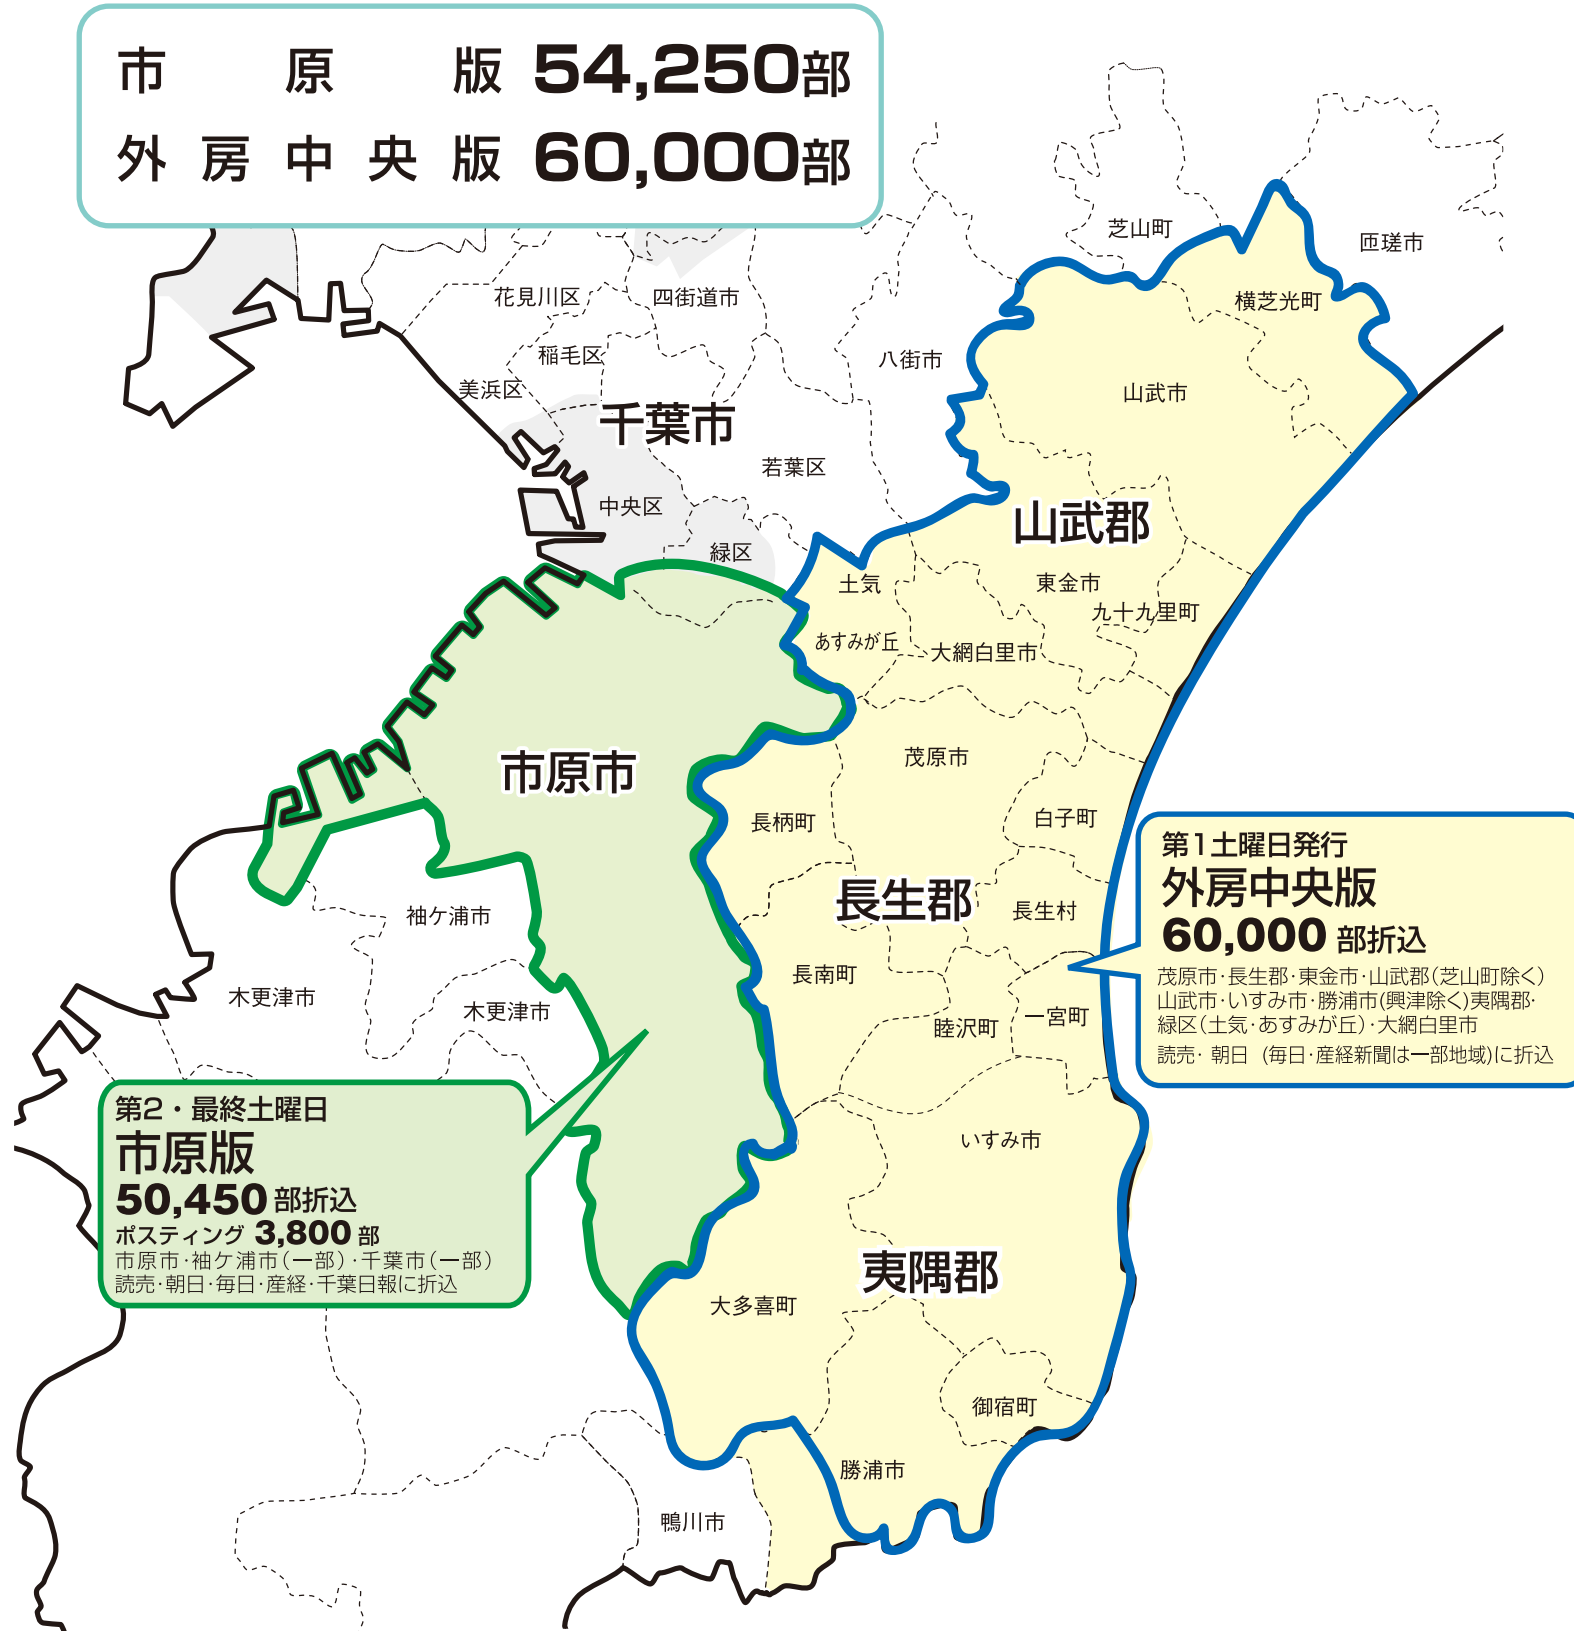 市原版 54,250部
外房中央版 60,000部
芝山町
匝瑳市
花見川区
四街道市
横芝光町
稲毛区
八街市
美浜区
山武市
千葉市
若葉区
中央区
山武郡
緑区
土気
東金市
九十九里町
あすみが丘
大網白里市
市原市
茂原市
長柄町
白子町
長生郡
長生村
袖ケ浦市
長南町
木更津市
木更津市
睦沢町
一宮町
第1土曜日発行
外房中央版
60,000部折込
茂原市・長生郡・東金市・山武郡(芝山町除く)
山武市・いすみ市・勝浦市(興津除く)夷隅郡・
緑区(土気・あすみが丘)・大網白里市
読売・朝日 (毎日・産経新聞は一部地域)に折込
第2・最終土曜日
市原版
50,450部折込
ポスティング 3,800部
市原市・袖ケ浦市(一部)・千葉市(一部)
読売・朝日・毎日・産経・千葉日報に折込
いすみ市
夷隅郡
大多喜町
御宿町
勝浦市
鴨川市